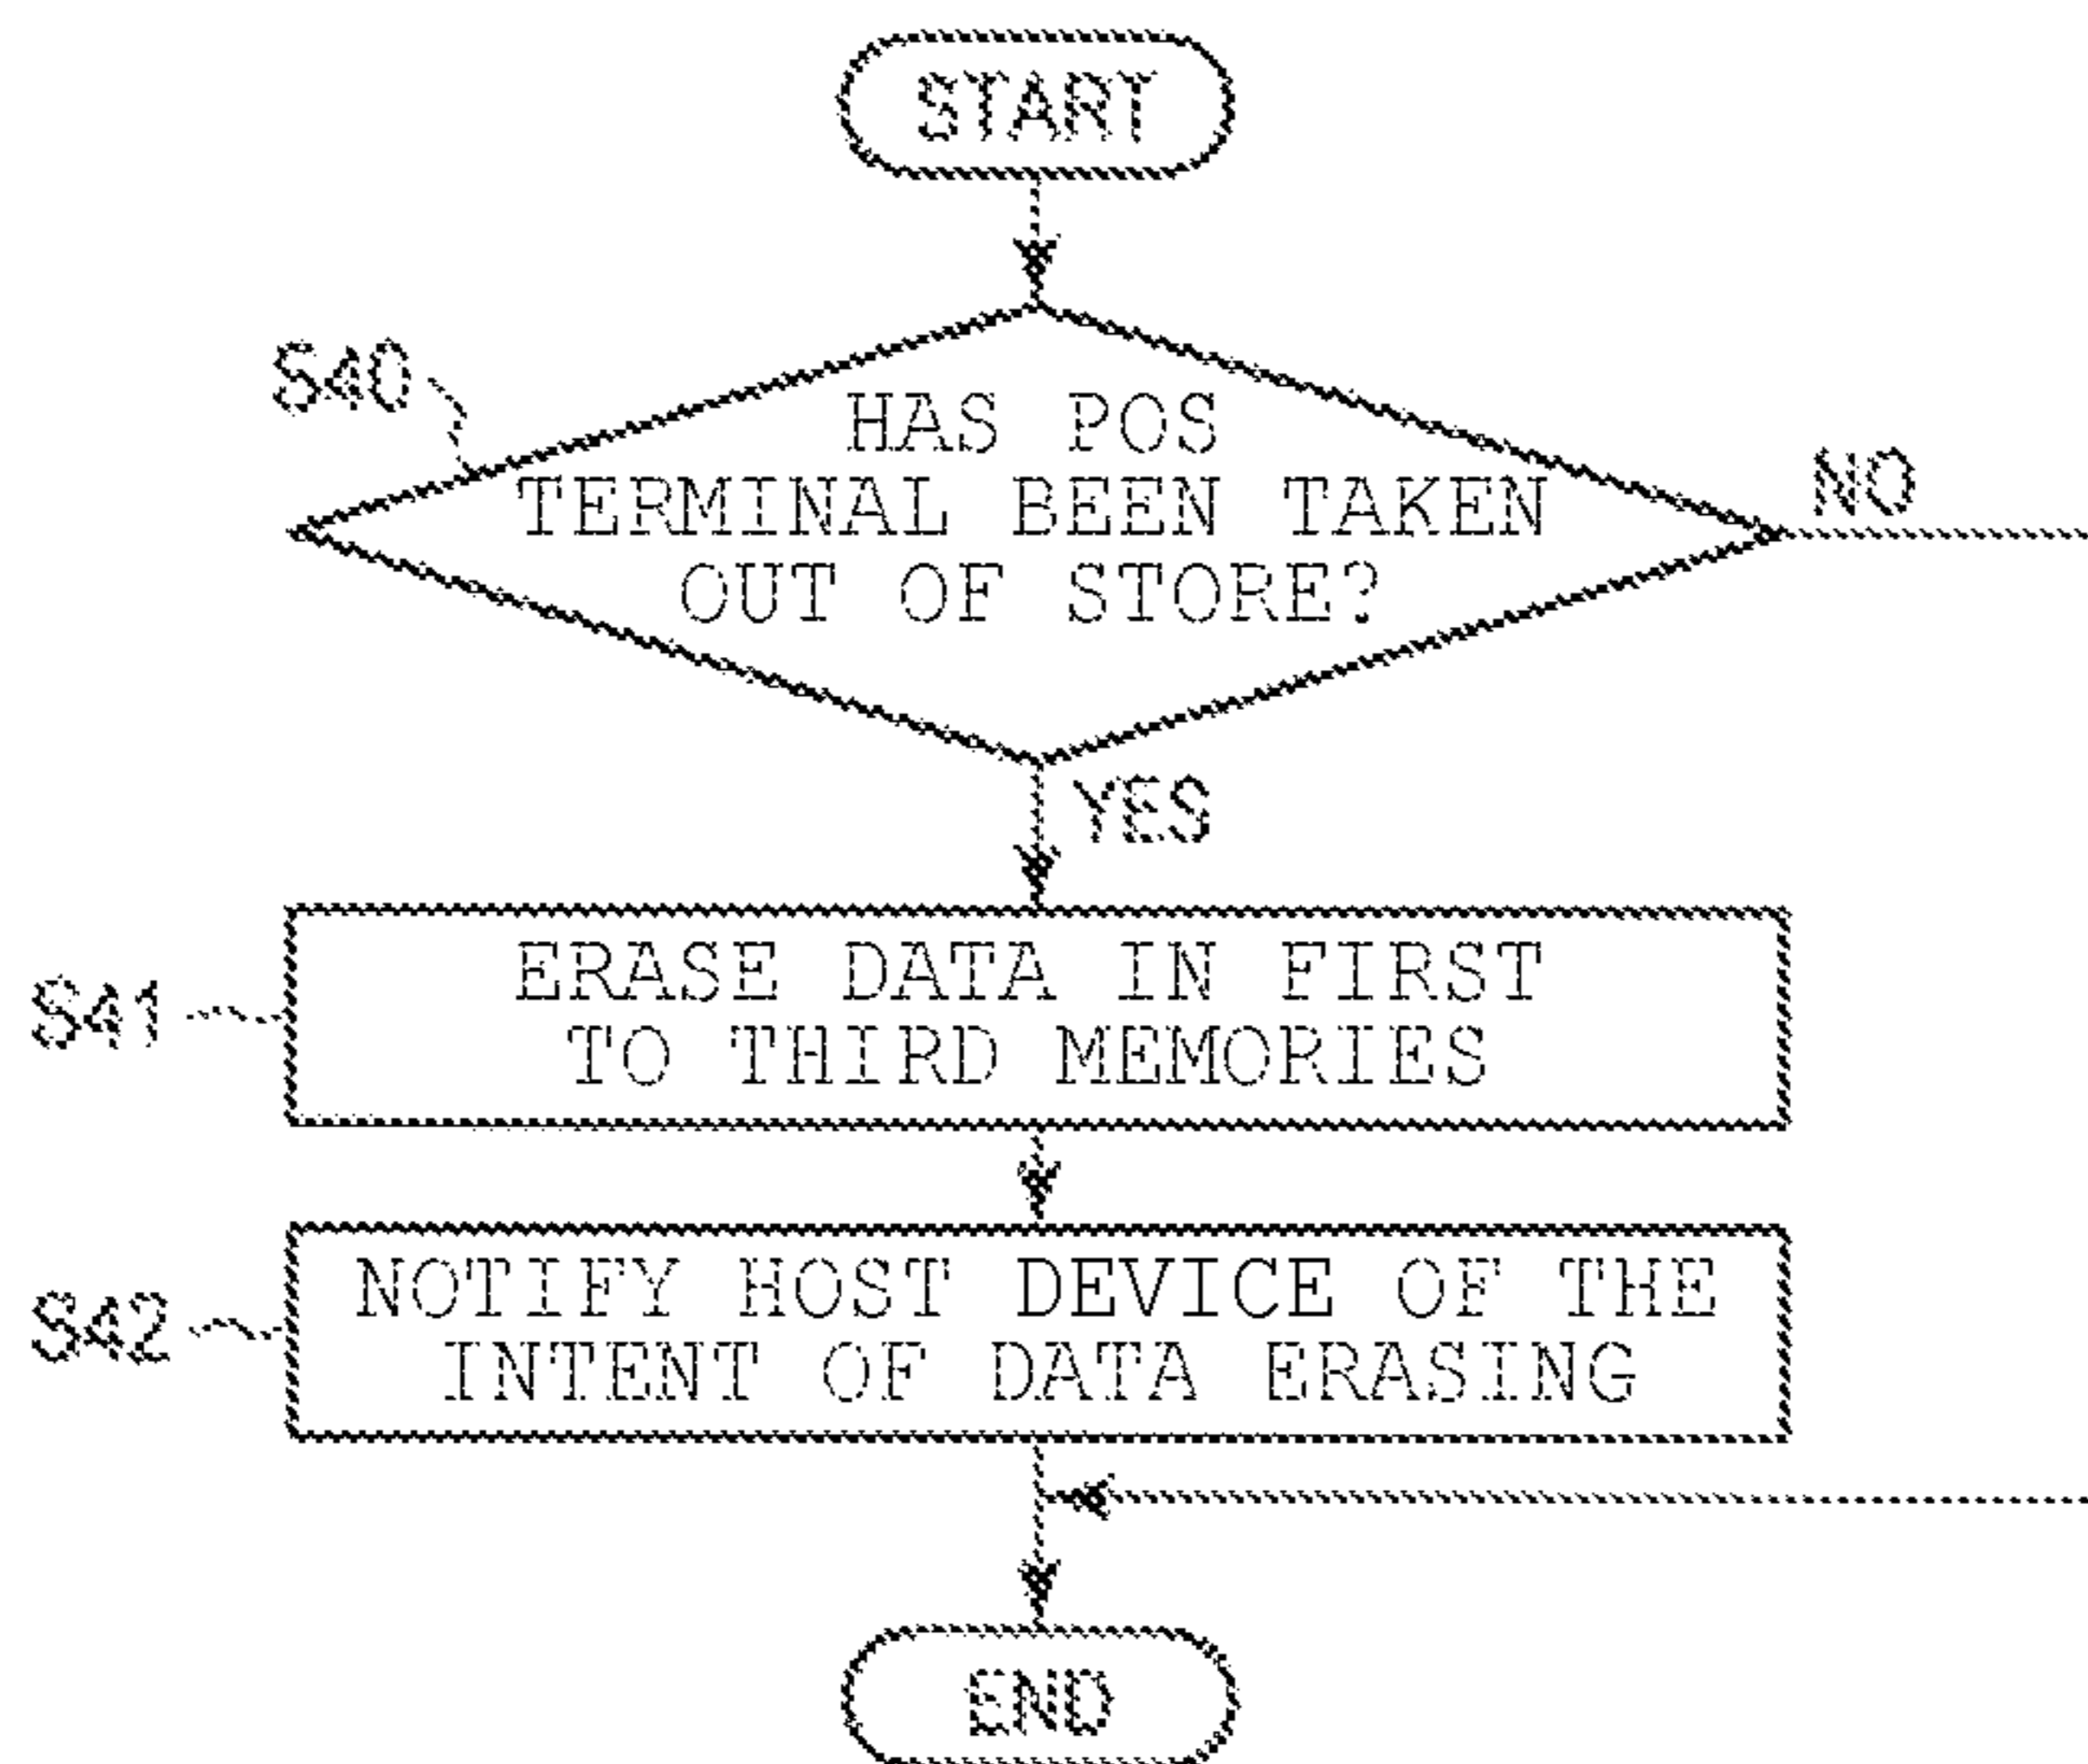 START
S40
HAS POS
TERMINAL BEEN TAKEN
OUT OF STORE?
NO
YES
S41
ERASE DATA IN FIRST
TO THIRD MEMORIES
S42
NOTIFY HOST DEVICE OF THE
INTENT OF DATA ERASING
END